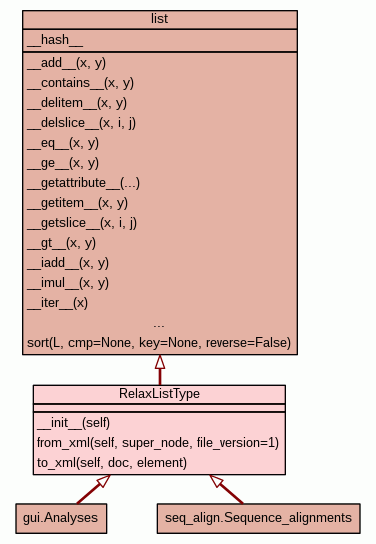 list
__hash__
__add__(x, y)
__contains__(x, y)
__delitem__(x, y)
__delslice__(x, i, j)
__eq__(x, y)
__ge__(x, y)
__getattribute__(...)
__getitem__(x, y)
__getslice__(x, i, j)
__gt__(x, y)
__iadd__(x, y)
__imul__(x, y)
__iter__(x)
...
sort(L, cmp=None, key=None, reverse=False)
RelaxListType
__init__(self)
from_xml(self, super_node, file_version=1)
to_xml(self, doc, element)
gui.Analyses
seq_align.Sequence_alignments